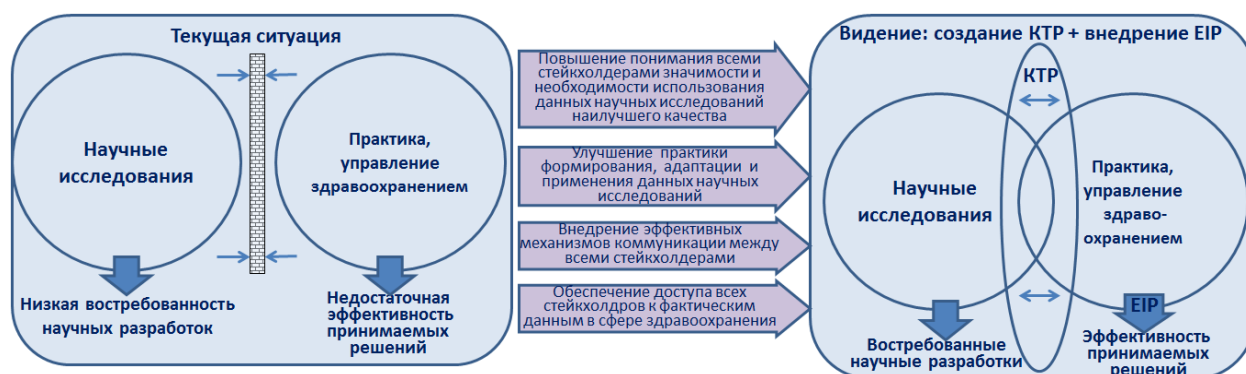 Текущая ситуация
Научные
исследования
Практика,
управление
здравоохранением
Низкая востребованность
научных разработок
Недостаточная
эффективность
принимаемых
решений
Повышение понимания всеми
стейкхолдерами значимости и
необходимости использования
данных научных исследований
наилучшего качества
Улучшение практики
формирования, адаптации и
применения данных научных
исследований
Внедрение эффективных
механизмов коммуникации между
всеми стейкхолдерами
Обеспечение доступа всех
стейкхолдров к фактическим
данным в сфере здравоохранения
Видение: создание КТР + внедрение EIP
КТР
Научные
исследования
Практика,
управление
здраво-
охранением
EIP
Востребованные
научные разработки
Эффективность
принимаемых
решений